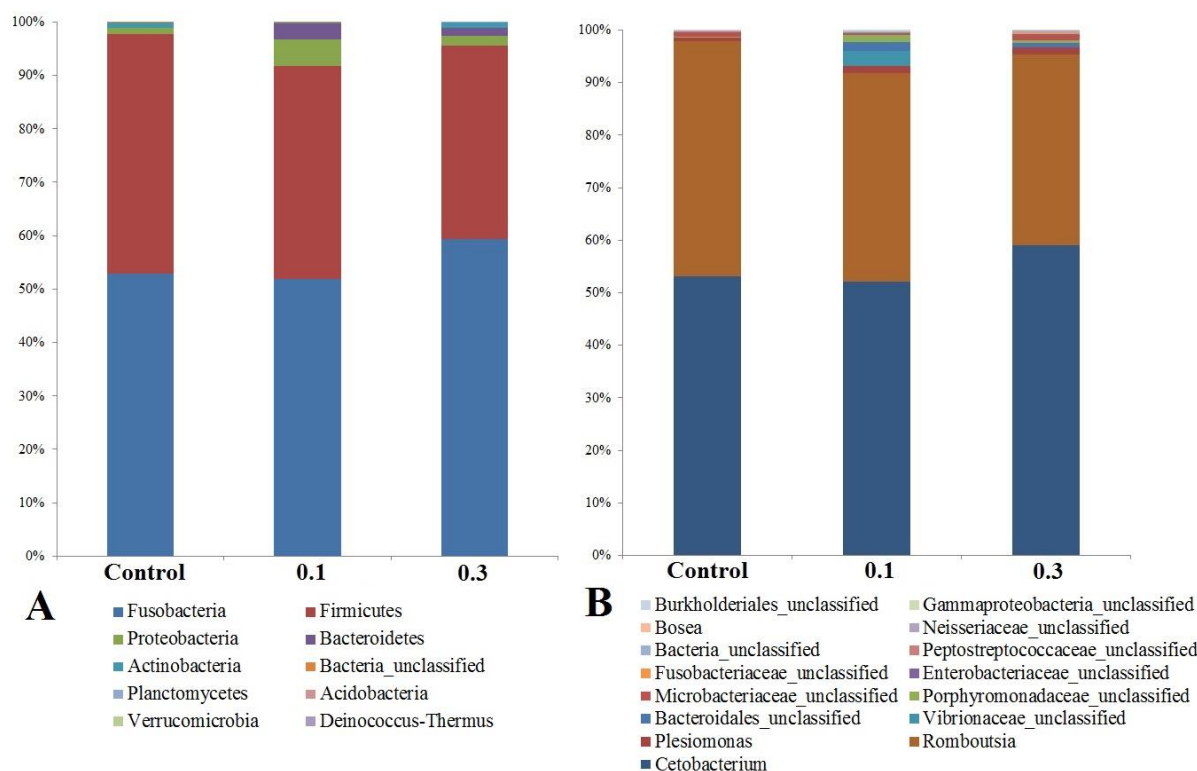 100%
90%
80%
70%
60%
50%
40%
30%
20%
10%
0%
Control 0.1 0.3
A
Fusobacteria Firmicutes
Proteobacteria Bacteroidetes
Actinobacteria Bacteria_unclassified
Planctomycetes Acidobacteria
Verrucomicrobia Deinococcus-Thermus
100%
90%
80%
70%
60%
50%
40%
30%
20%
10%
0%
Control 0.1 0.3
B
Burkholderiales_unclassified Gammaproteobacteria_unclassified
Bosea Neisseriaceae_unclassified
Bacteria_unclassified Peptostreptococcaceae_unclassified
Fusobacteriaceae_unclassified Enterobacteriaceae_unclassified
Microbacteriaceae_unclassified Porphyromonadaceae_unclassified
Bacteroidales_unclassified Vibrionaceae_unclassified
Plesiomonas Romboutsia
Cetobacterium